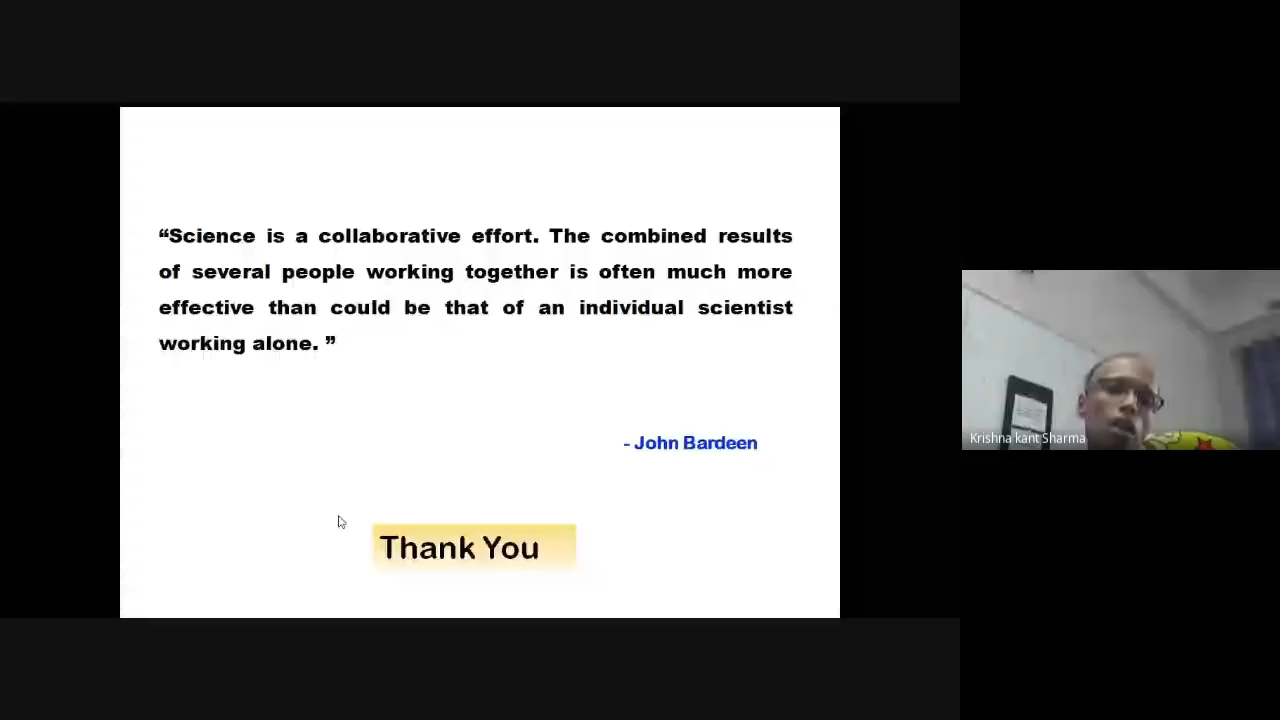 “Science is a collaborative effort. The combined results
of several people working together is often much more
effective than could be that of an individual scientist
working alone. ”
- John Bardeen
Thank You
Krishna kant Sharma